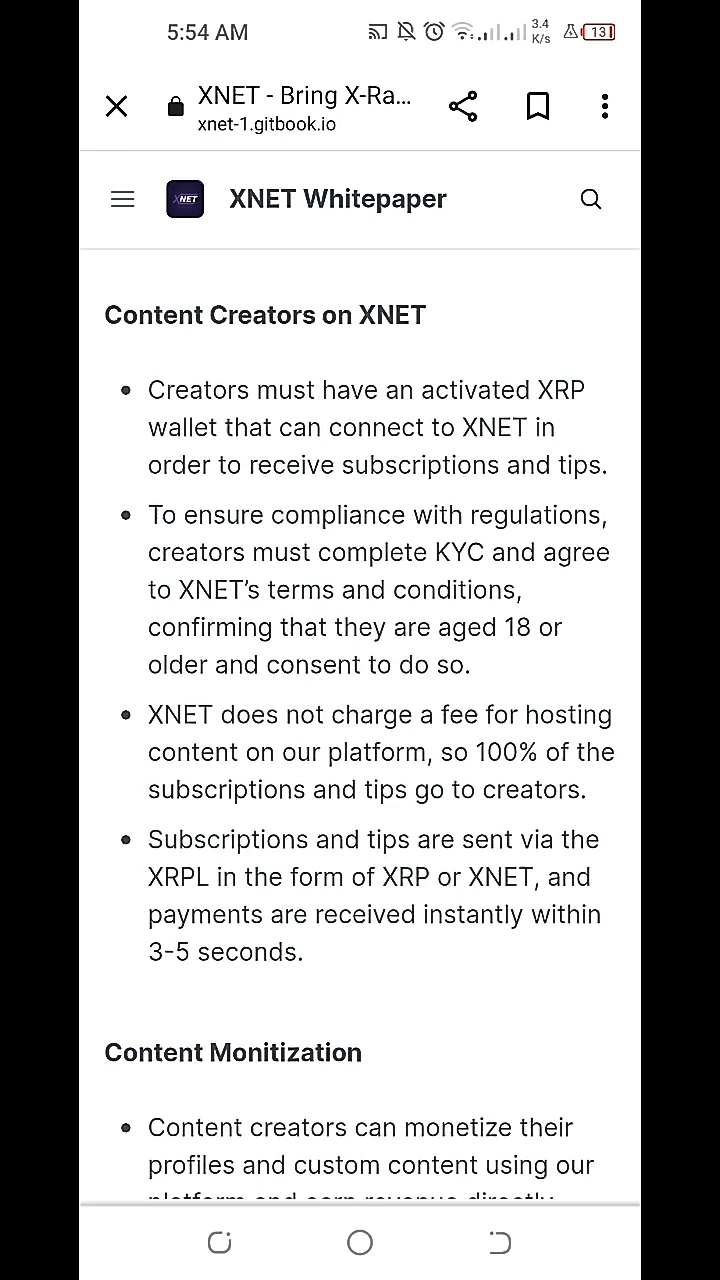 5:54 AM
3.4
K/s
13
XNET - Bring X-Ra...
xnet-1.gitbook.io
XNET
XNET Whitepaper
Content Creators on XNET
Creators must have an activated XRP
wallet that can connect to XNET in
order to receive subscriptions and tips.
To ensure compliance with regulations,
creators must complete KYC and agree
to XNET’s terms and conditions,
confirming that they are aged 18 or
older and consent to do so.
XNET does not charge a fee for hosting
content on our platform, so 100% of the
subscriptions and tips go to creators.
Subscriptions and tips are sent via the
XRPL in the form of XRP or XNET, and
payments are received instantly within
3-5 seconds.
Content Monitization
Content creators can monetize their
profiles and custom content using our
platform and earn revenue directly